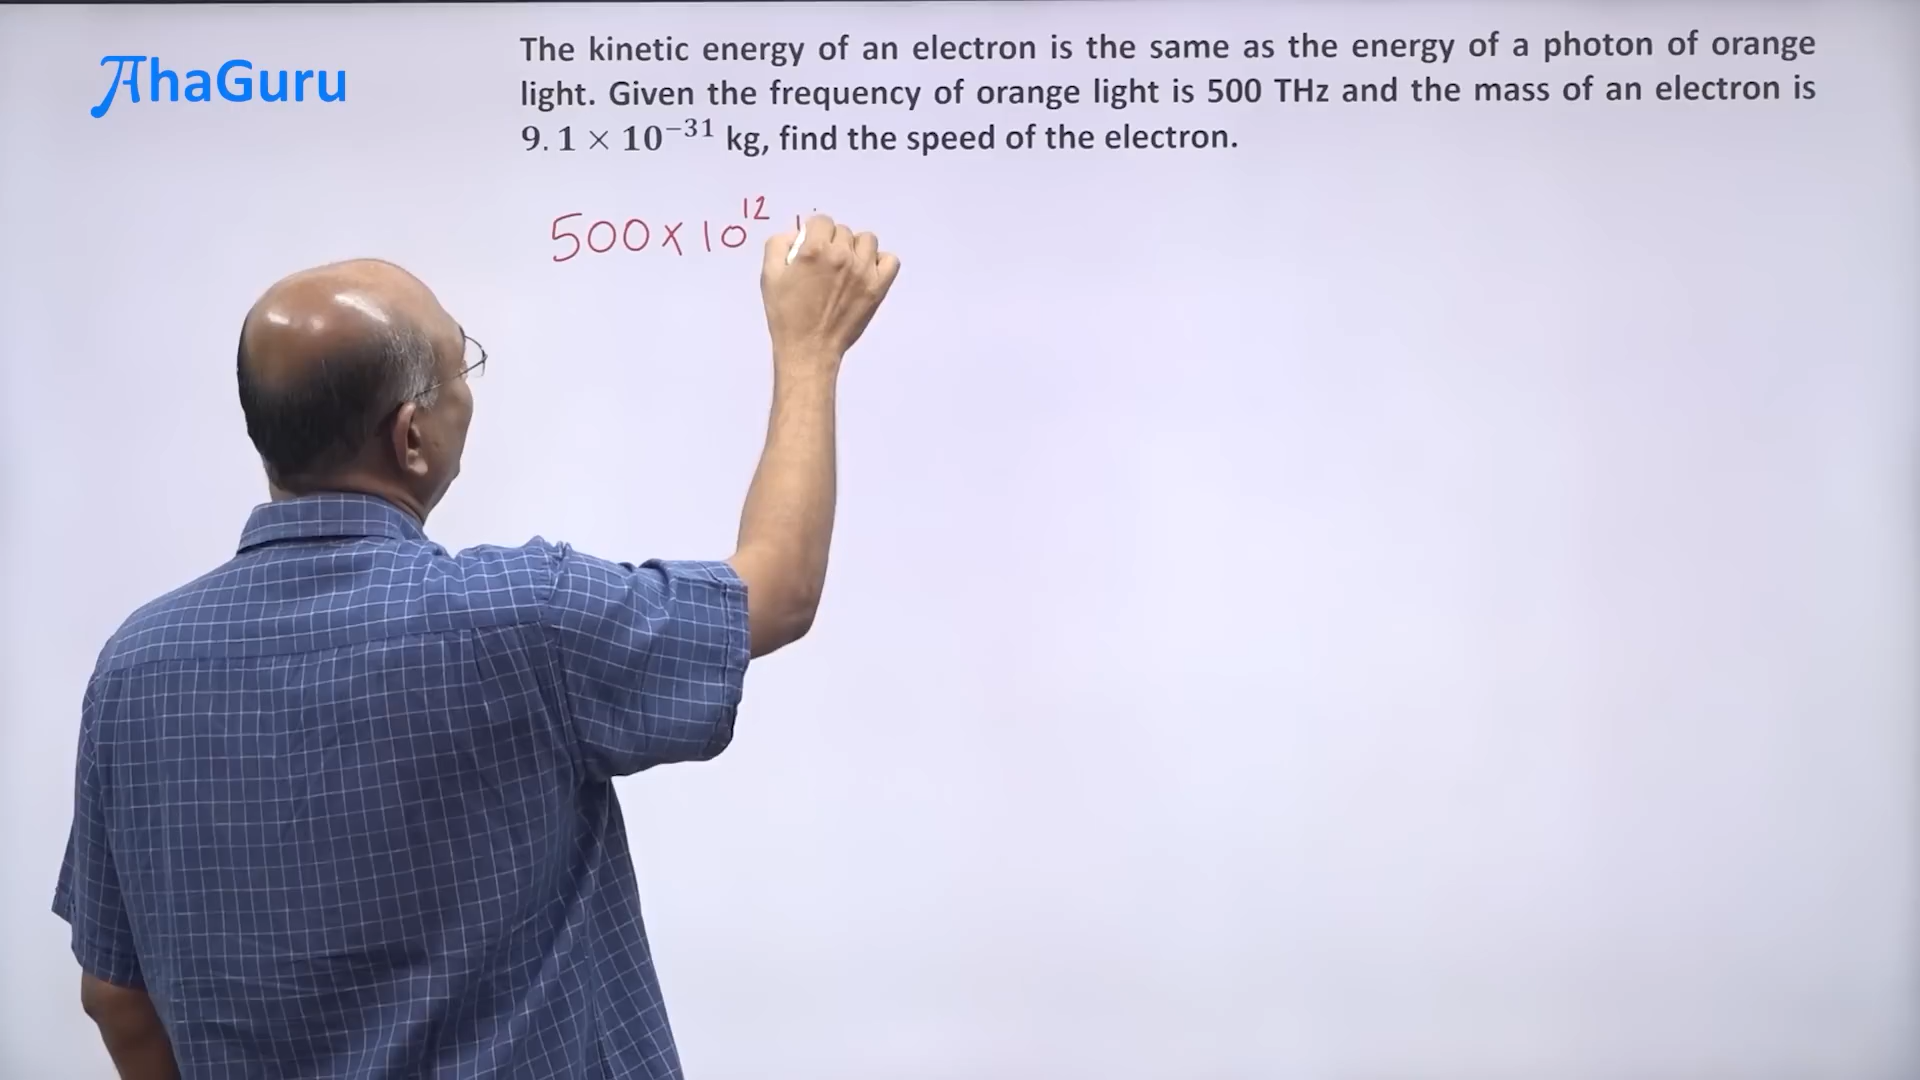 AhaGuru
The kinetic energy of an electron is the same as the energy of a photon of orange
light. Given the frequency of orange light is 500 THz and the mass of an electron is
9.1 × 10⁻³¹ kg, find the speed of the electron.
500 × 10¹²